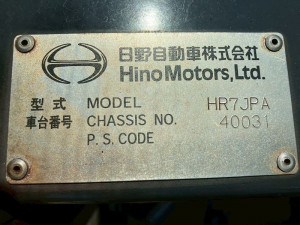 日野自動車株式会社
Hino Motors, Ltd.
型式 MODEL HR7JPA
車台番号 CHASSIS NO. 40031
P.S. CODE